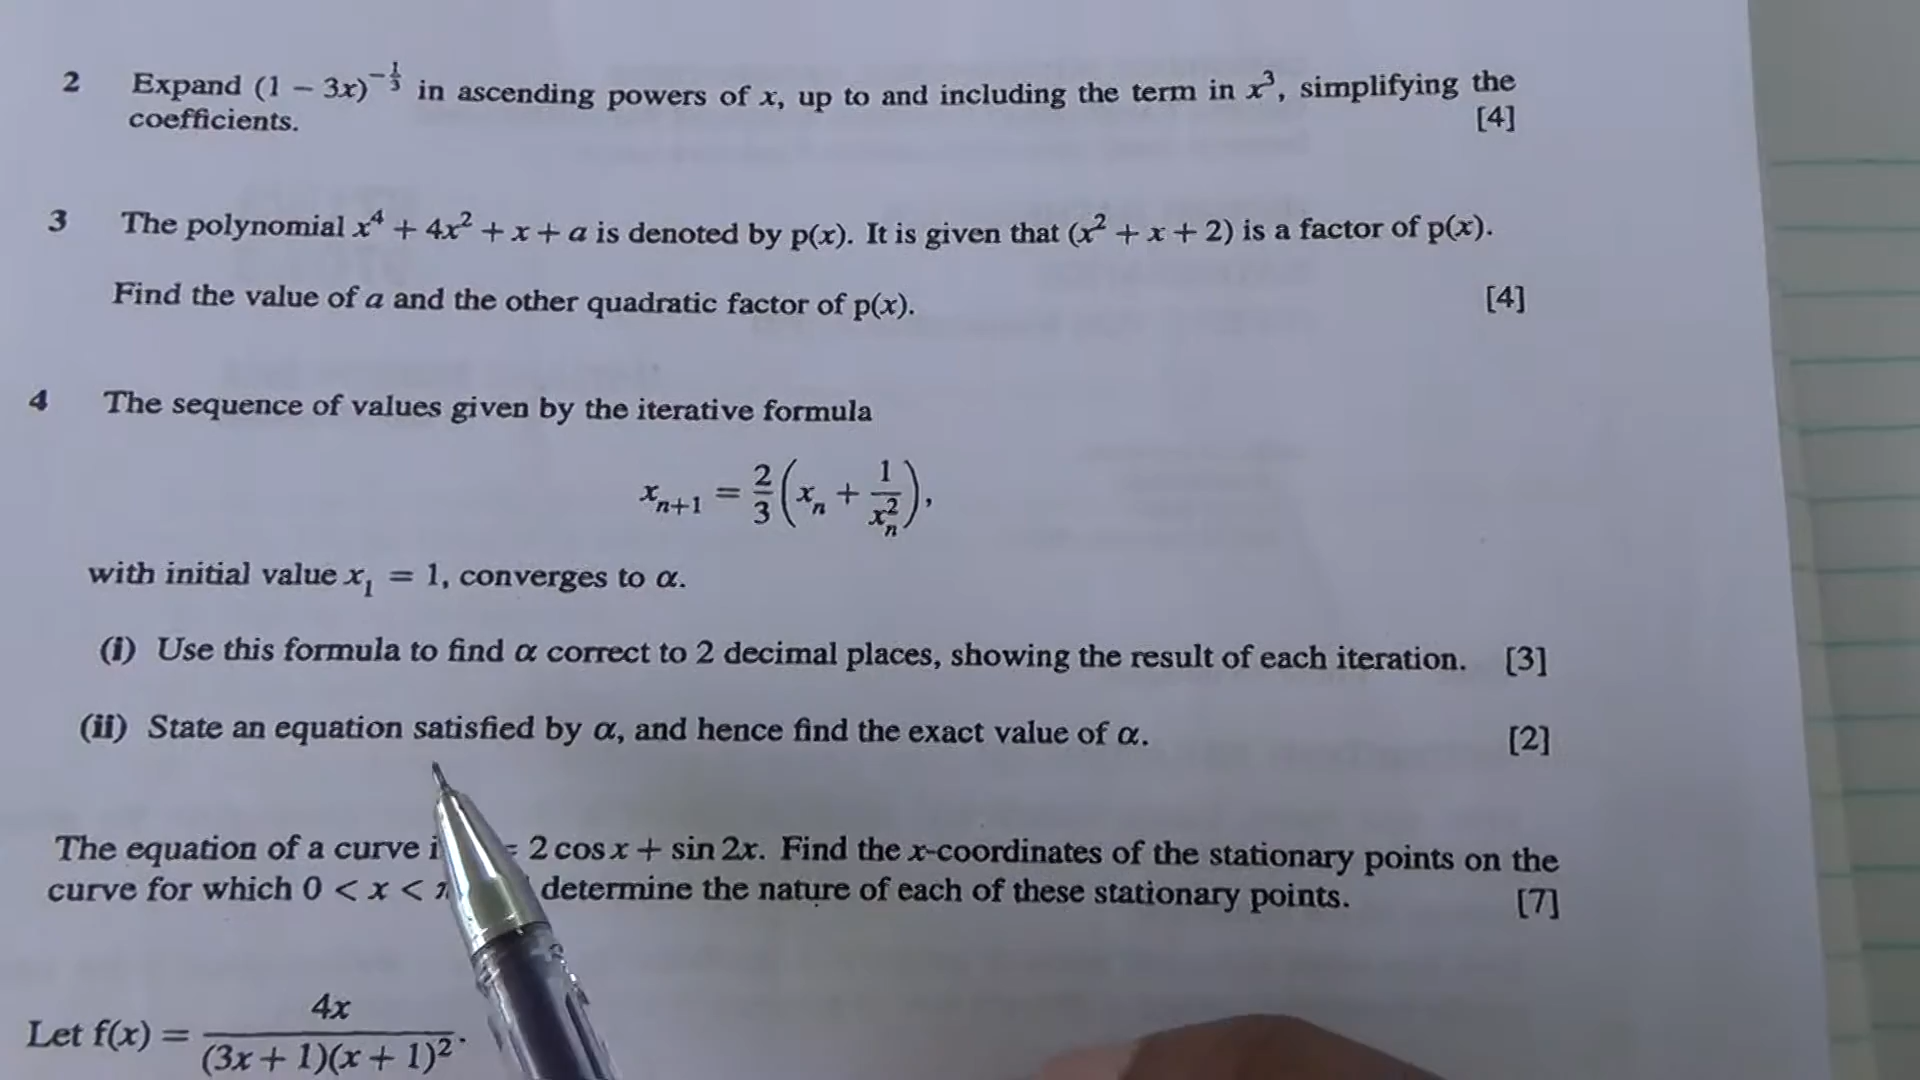 2 Expand (1 − 3x)^{−1/3} in ascending powers of x, up to and including the term in x³, simplifying the
coefficients. [4]
3 The polynomial x⁴ + 4x² + x + a is denoted by p(x). It is given that (x² + x + 2) is a factor of p(x).
Find the value of a and the other quadratic factor of p(x). [4]
4 The sequence of values given by the iterative formula
x_{n+1} = 2/3 (x_n + 1/x_n²),
with initial value x₁ = 1, converges to α.
(i) Use this formula to find α correct to 2 decimal places, showing the result of each iteration. [3]
(ii) State an equation satisfied by α, and hence find the exact value of α. [2]
The equation of a curve = 2 cos x + sin 2x. Find the x-coordinates of the stationary points on the
curve for which 0 < x < determine the nature of each of these stationary points. [7]
Let f(x) = 4x / (3x + 1)(x + 1)² .